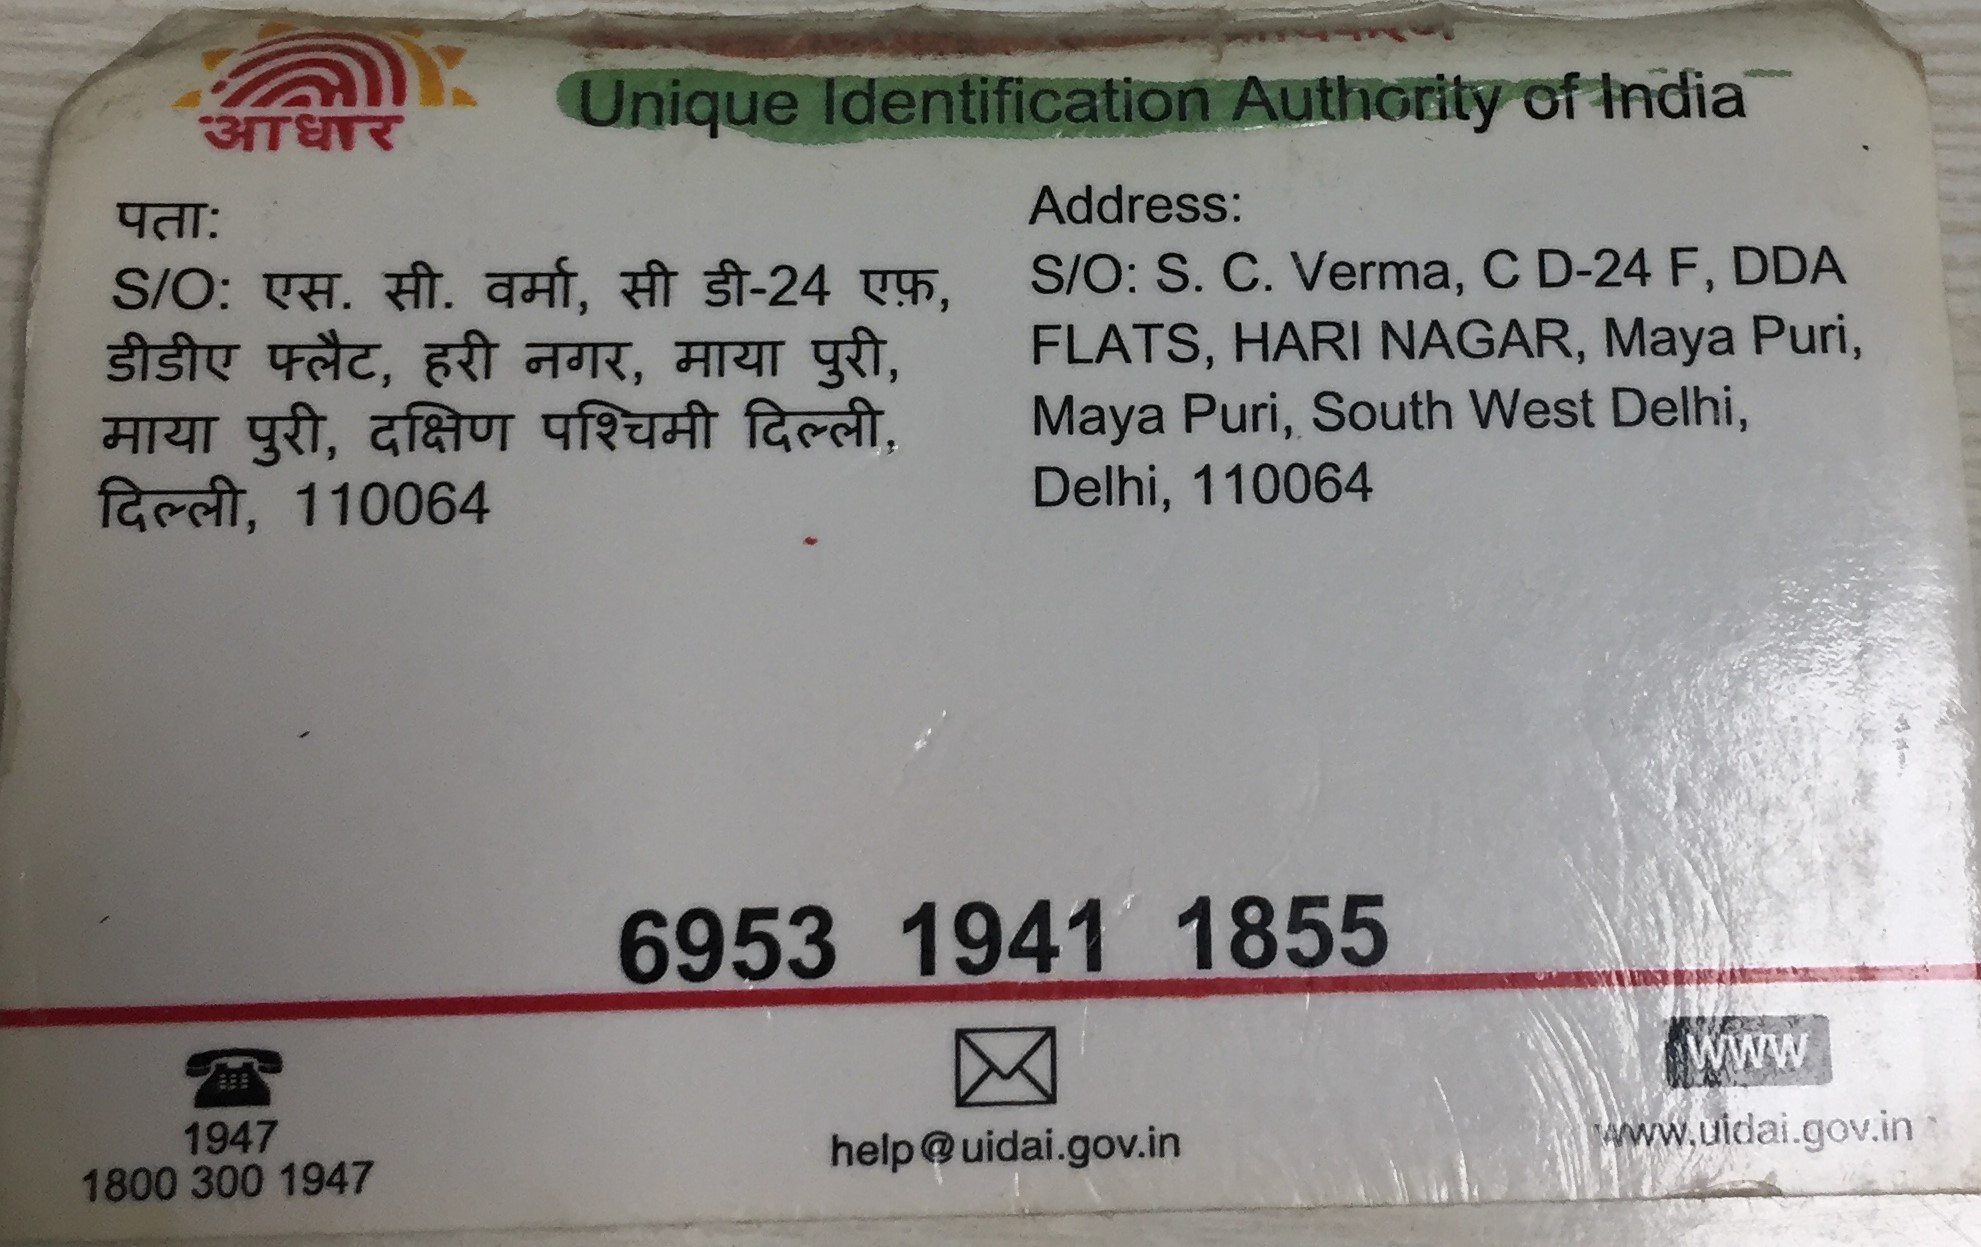 आधार
Unique Identification Authority of India
पता:
S/O: एस. सी. वर्मा, सी डी-24 एफ़,
डीडीए फ्लैट, हरी नगर, माया पुरी,
माया पुरी, दक्षिण पश्चिमी दिल्ली,
दिल्ली, 110064
Address:
S/O: S. C. Verma, C D-24 F, DDA
FLATS, HARI NAGAR, Maya Puri,
Maya Puri, South West Delhi,
Delhi, 110064
6953 1941 1855
1947
1800 300 1947
help@uidai.gov.in
www
www.uidai.gov.in